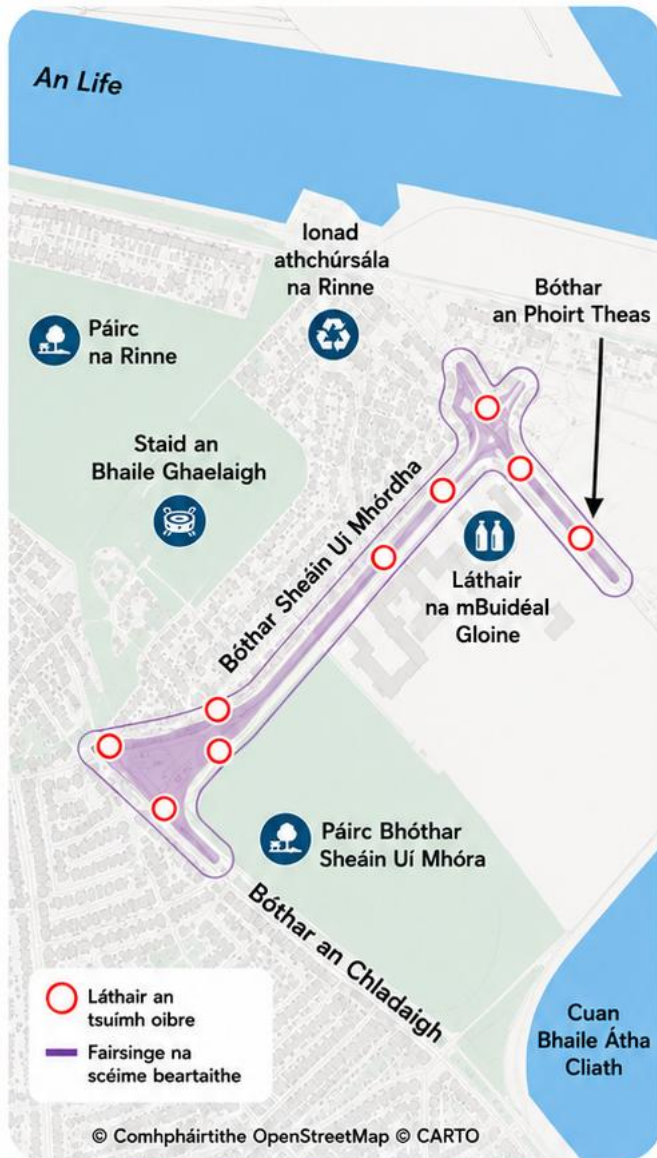 An Life
Ionad
athchúrsála
na Rinne
Bóthar
an Phoirt Theas
Páirc
na Rinne
Staid an
Bhaile Ghaelaigh
Bóthar Sheáin Uí Mhórdha
Láthair
na mBuidéal
Gloine
Páirc Bhóthar
Sheáin Uí Mhóra
Bóthar an Chladaigh
Cuan
Bhaile Átha
Cliath
Láthair an
tsuímh oibre
Fairsinge na
scéime beartaithe
© Comhpháirtithe OpenStreetMap © CARTO